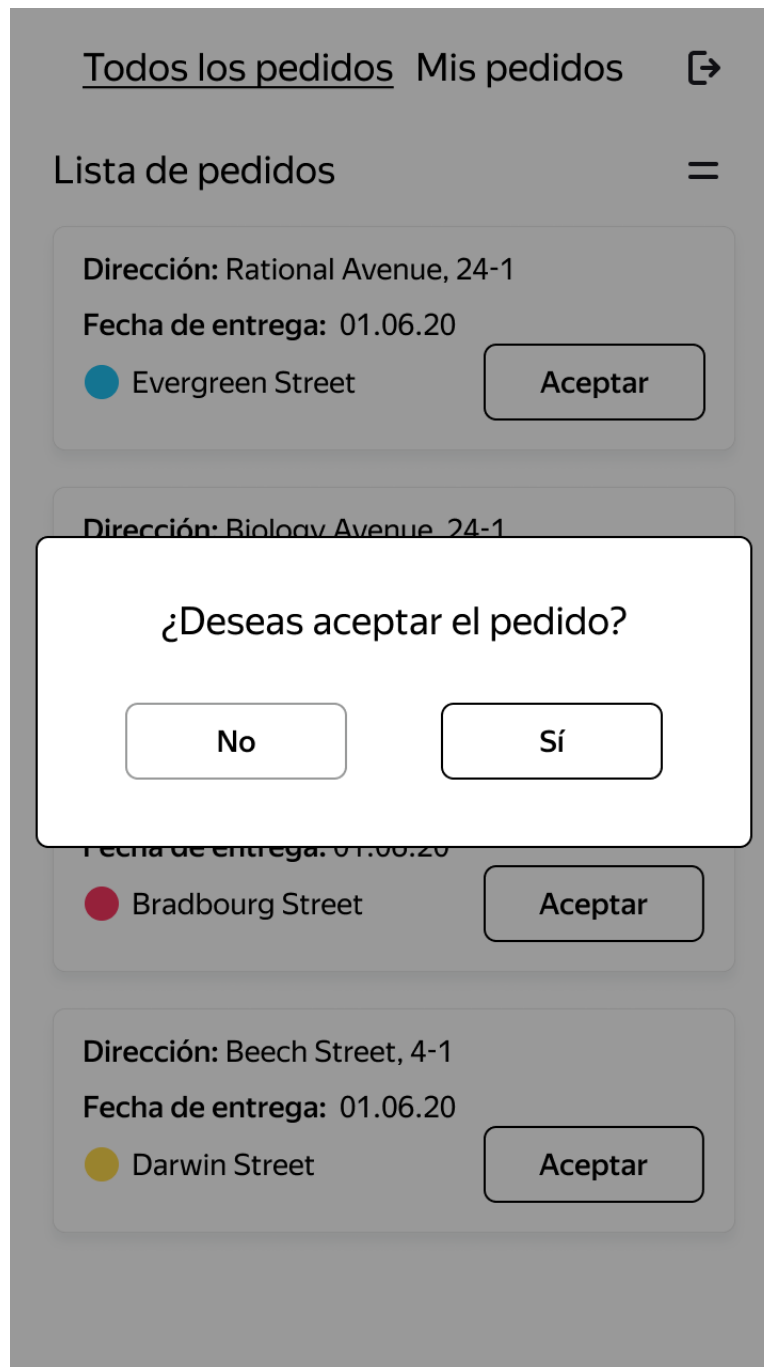 Todos los pedidos Mis pedidos
Lista de pedidos
Dirección: Rational Avenue, 24-1
Fecha de entrega: 01.06.20
Evergreen Street Aceptar
Dirección: Biology Avenue, 24-1
¿Deseas aceptar el pedido?
No Sí
Fecha de entrega: 01.06.20
Bradbourg Street Aceptar
Dirección: Beech Street, 4-1
Fecha de entrega: 01.06.20
Darwin Street Aceptar